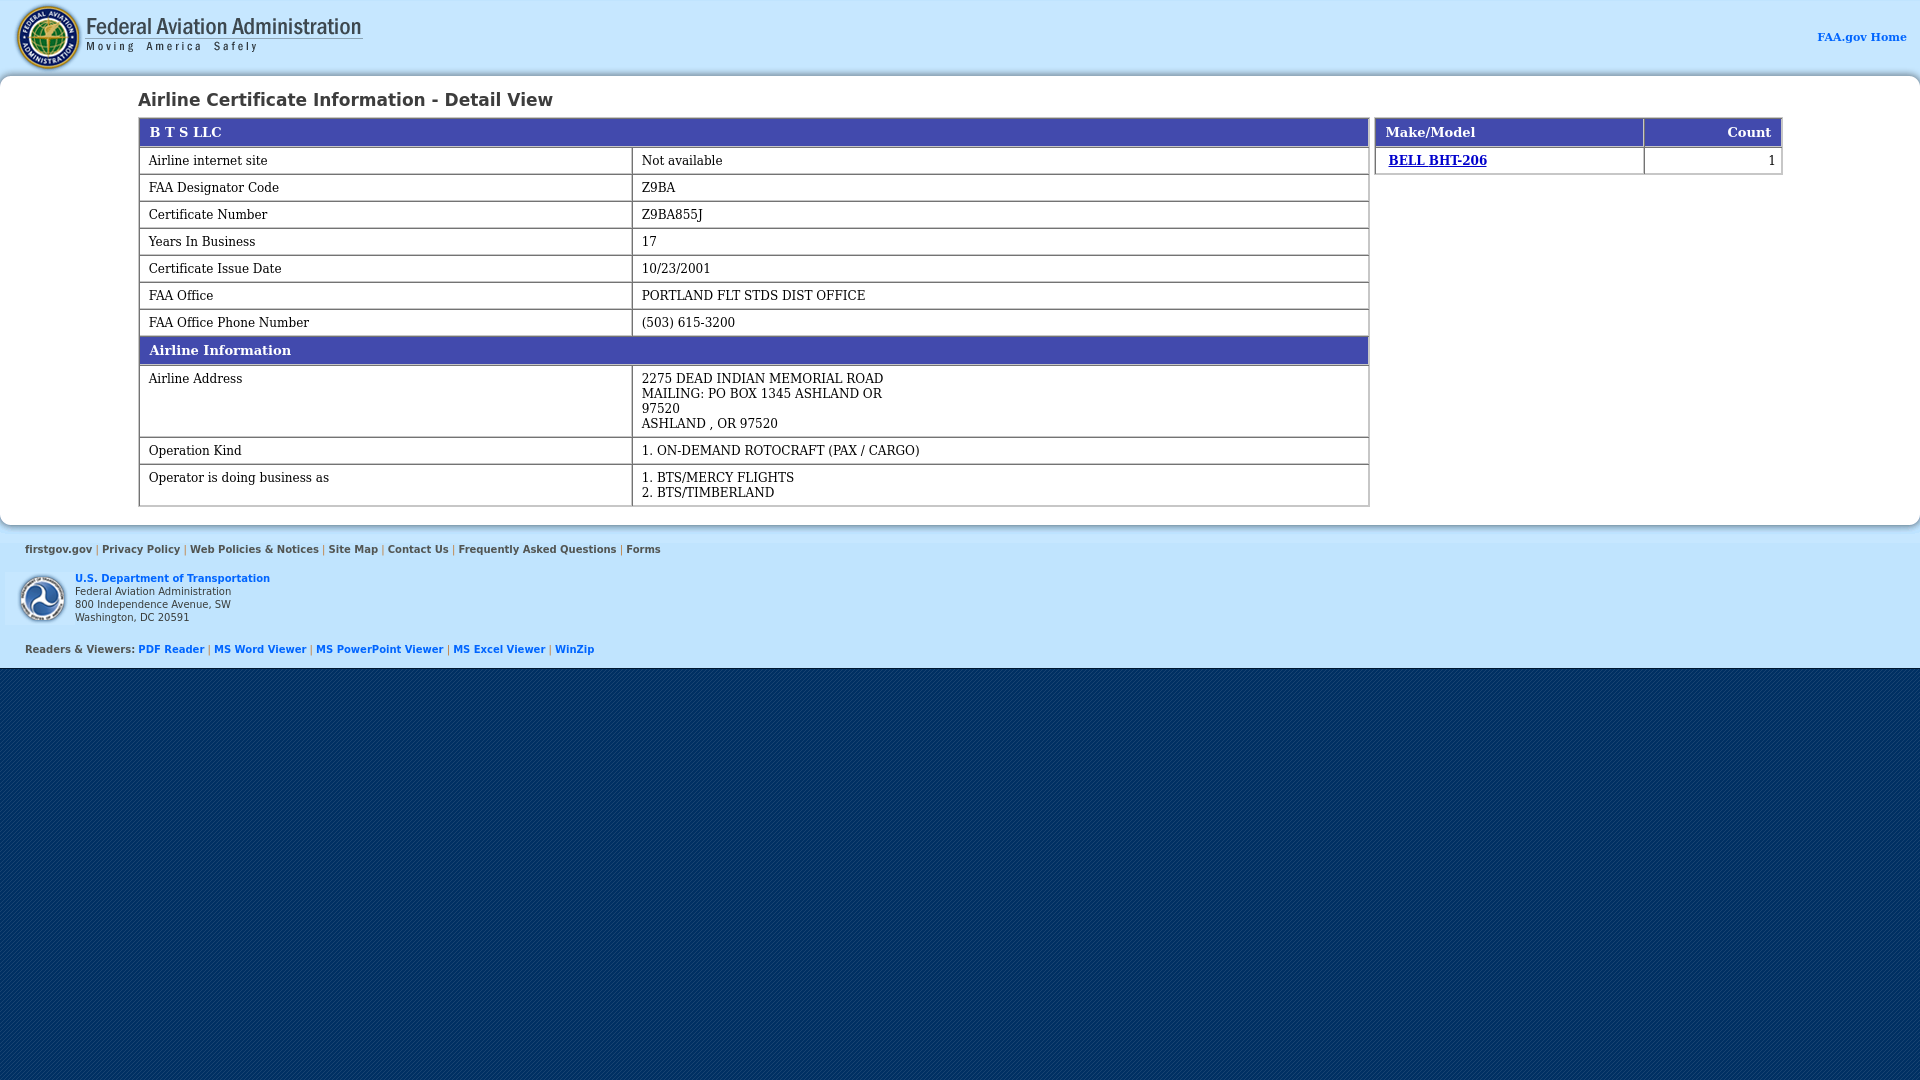 Federal Aviation Administration
Moving America Safely
FAA.gov Home
Airline Certificate Information - Detail View
B T S LLC
Airline internet site Not available
FAA Designator Code Z9BA
Certificate Number Z9BA855J
Years In Business 17
Certificate Issue Date 10/23/2001
FAA Office PORTLAND FLT STDS DIST OFFICE
FAA Office Phone Number (503) 615-3200
Airline Information
Airline Address 2275 DEAD INDIAN MEMORIAL ROAD
MAILING: PO BOX 1345 ASHLAND OR
97520
ASHLAND , OR 97520
Operation Kind 1. ON-DEMAND ROTOCRAFT (PAX / CARGO)
Operator is doing business as 1. BTS/MERCY FLIGHTS
2. BTS/TIMBERLAND
Make/Model Count
BELL BHT-206 1
firstgov.gov | Privacy Policy | Web Policies & Notices | Site Map | Contact Us | Frequently Asked Questions | Forms
U.S. Department of Transportation
Federal Aviation Administration
800 Independence Avenue, SW
Washington, DC 20591
Readers & Viewers: PDF Reader | MS Word Viewer | MS PowerPoint Viewer | MS Excel Viewer | WinZip